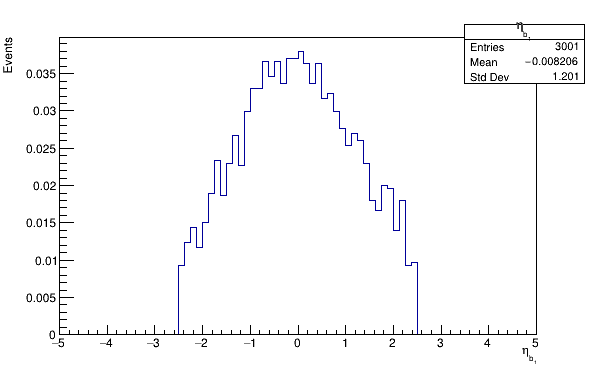 η_b₁
Entries 3001
Mean −0.008206
Std Dev 1.201
Events
0.035
0.03
0.025
0.02
0.015
0.01
0.005
0
−5 −4 −3 −2 −1 0 1 2 3 4 5
η_b₁